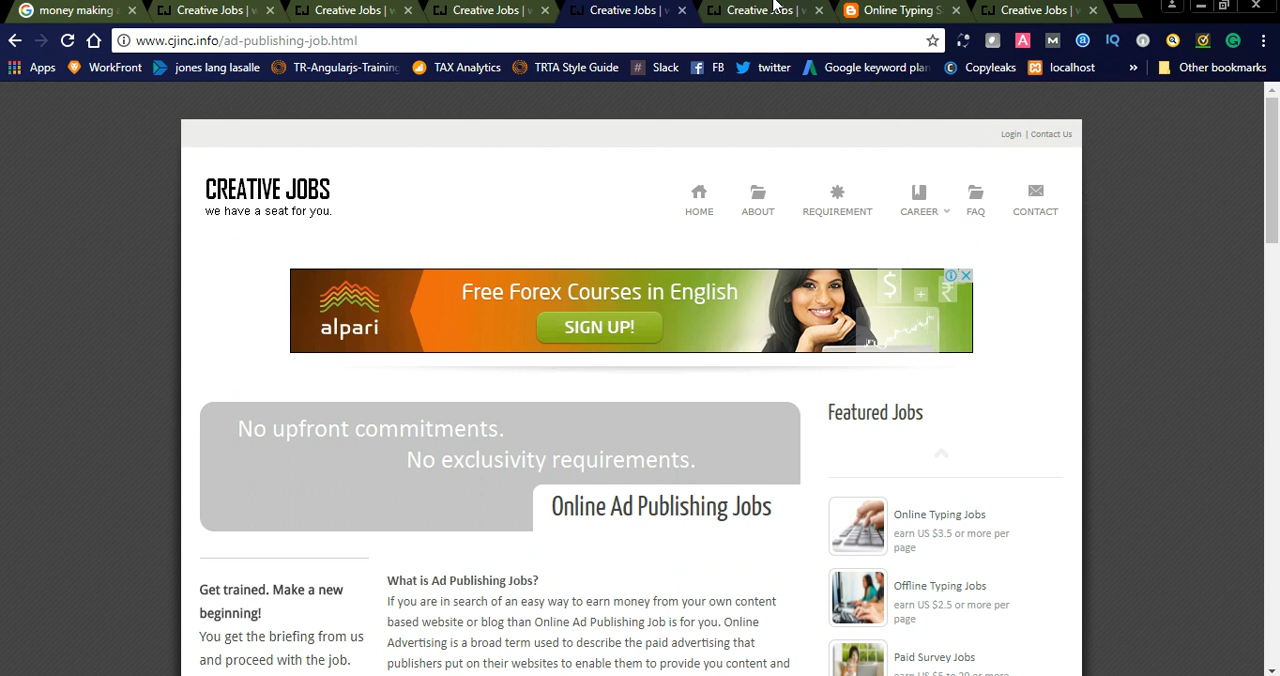 money making a
Creative Jobs | w
Creative Jobs | w
Creative Jobs | w
Creative Jobs | w
Creative Jobs | w
Online Typing S
Creative Jobs | w
www.cjinc.info/ad-publishing-job.html
Apps
WorkFront
jones lang lasalle
TR-Angularjs-Training
TAX Analytics
TRTA Style Guide
Slack
FB
twitter
Google keyword plan
Copyleaks
localhost
»
Other bookmarks
Login | Contact Us
CREATIVE JOBS
we have a seat for you.
HOME
ABOUT
REQUIREMENT
CAREER
FAQ
CONTACT
alpari
Free Forex Courses in English
SIGN UP!
No upfront commitments.
No exclusivity requirements.
Online Ad Publishing Jobs
Get trained. Make a new
beginning!
You get the briefing from us
and proceed with the job.
What is Ad Publishing Jobs?
If you are in search of an easy way to earn money from your own content
based website or blog than Online Ad Publishing Job is for you. Online
Advertising is a broad term used to describe the paid advertising that
publishers put on their websites to enable them to provide you content and
Featured Jobs
Online Typing Jobs
earn US $3.5 or more per
page
Offline Typing Jobs
earn US $2.5 or more per
page
Paid Survey Jobs
earn US $5 to 20 or more per